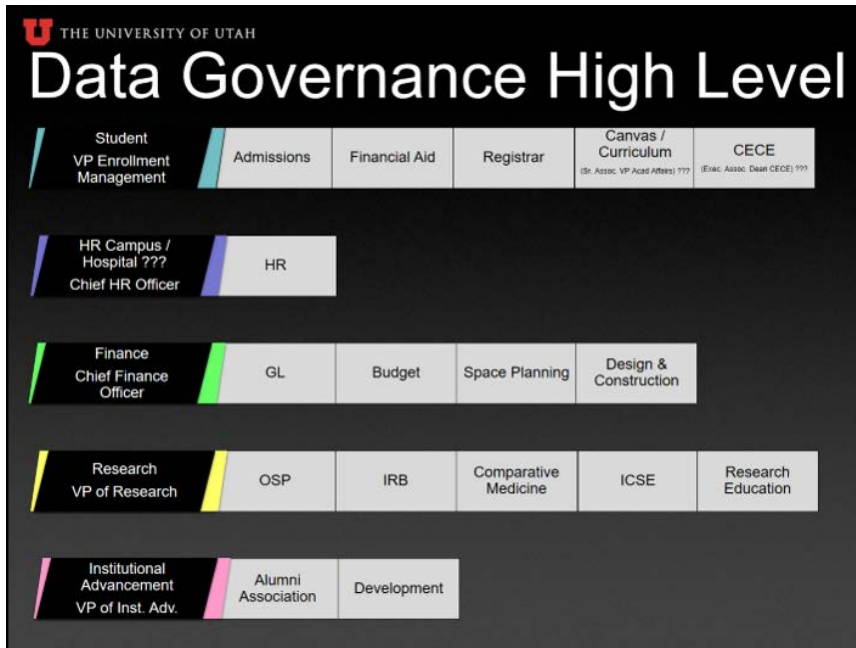 THE UNIVERSITY OF UTAH
Data Governance High Level
Student
VP Enrollment
Management
Admissions
Financial Aid
Registrar
Canvas /
Curriculum
(Sr. Assoc. VP Acad Affairs) ???
CECE
(Exec. Assoc. Dean CECE) ???
HR Campus /
Hospital ???
Chief HR Officer
HR
Finance
Chief Finance
Officer
GL
Budget
Space Planning
Design &
Construction
Research
VP of Research
OSP
IRB
Comparative
Medicine
ICSE
Research
Education
Institutional
Advancement
VP of Inst. Adv.
Alumni
Association
Development